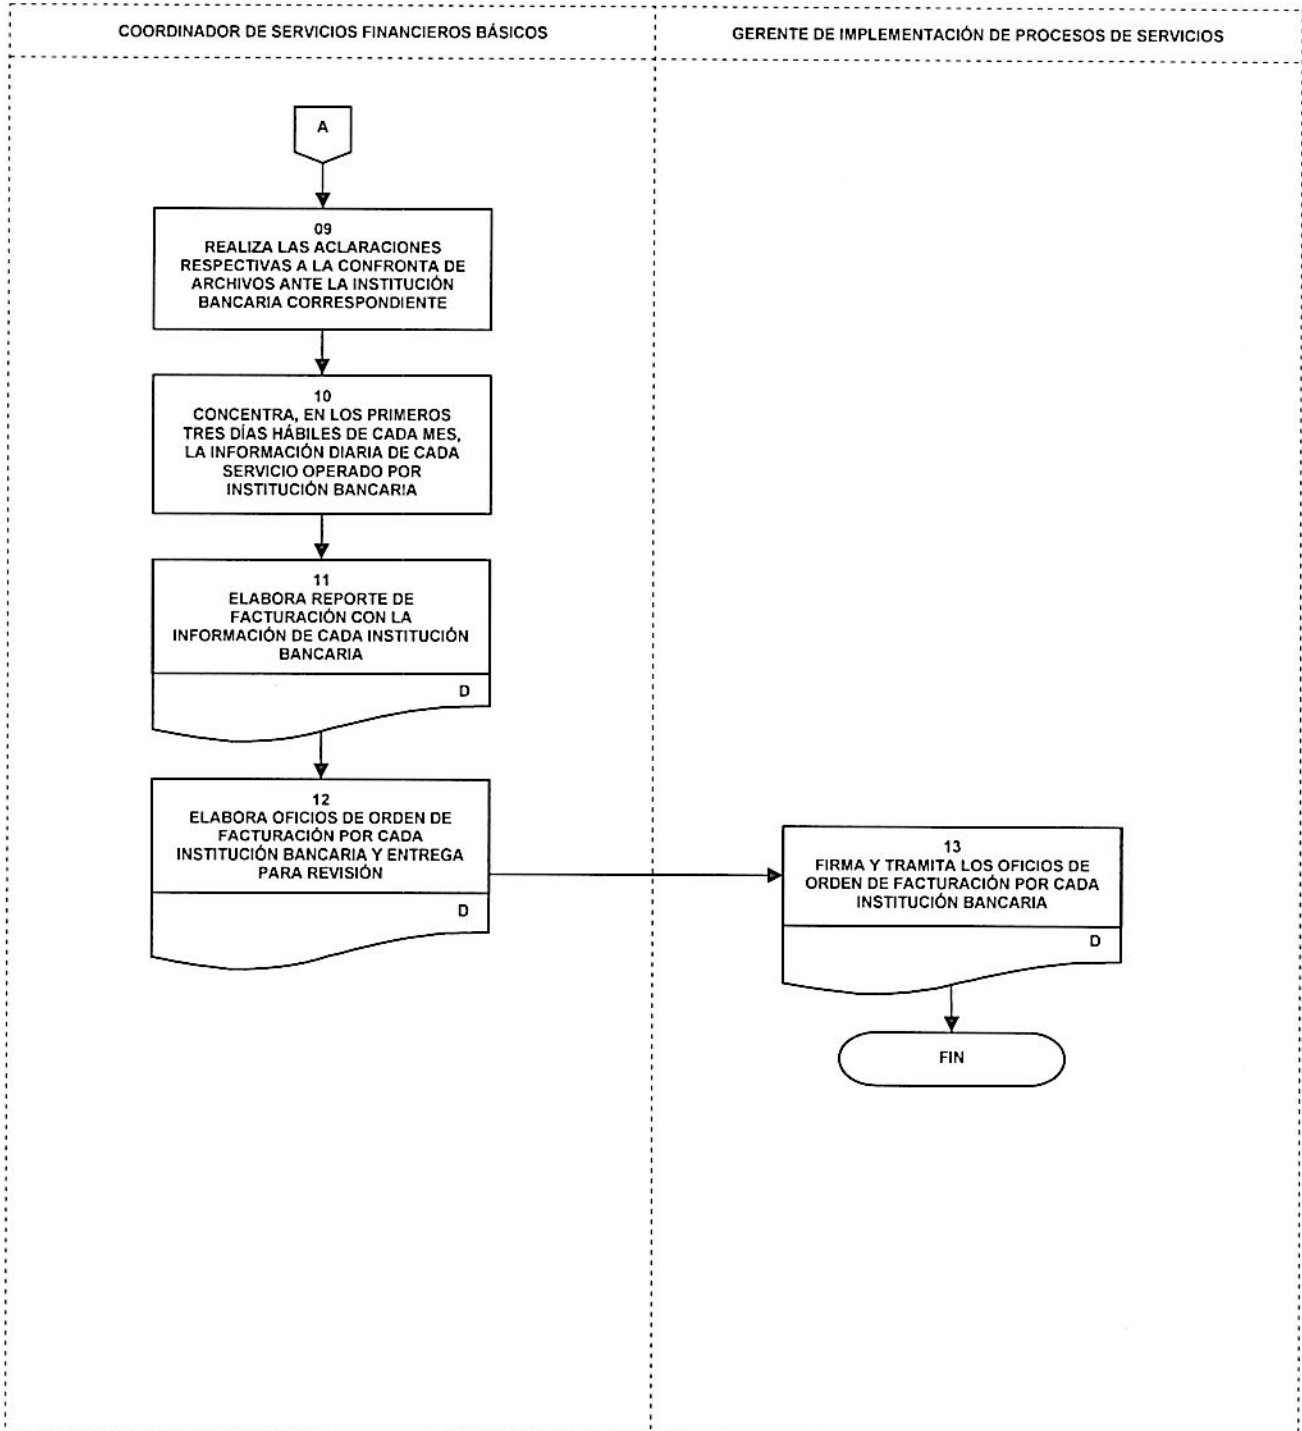 COORDINADOR DE SERVICIOS FINANCIEROS BÁSICOS
GERENTE DE IMPLEMENTACIÓN DE PROCESOS DE SERVICIOS
A
09
REALIZA LAS ACLARACIONES
RESPECTIVAS A LA CONFRONTA DE
ARCHIVOS ANTE LA INSTITUCIÓN
BANCARIA CORRESPONDIENTE
10
CONCENTRA, EN LOS PRIMEROS
TRES DÍAS HÁBILES DE CADA MES,
LA INFORMACIÓN DIARIA DE CADA
SERVICIO OPERADO POR
INSTITUCIÓN BANCARIA
11
ELABORA REPORTE DE
FACTURACIÓN CON LA
INFORMACIÓN DE CADA INSTITUCIÓN
BANCARIA
D
12
ELABORA OFICIOS DE ORDEN DE
FACTURACIÓN POR CADA
INSTITUCIÓN BANCARIA Y ENTREGA
PARA REVISIÓN
D
13
FIRMA Y TRAMITA LOS OFICIOS DE
ORDEN DE FACTURACIÓN POR CADA
INSTITUCIÓN BANCARIA
D
FIN